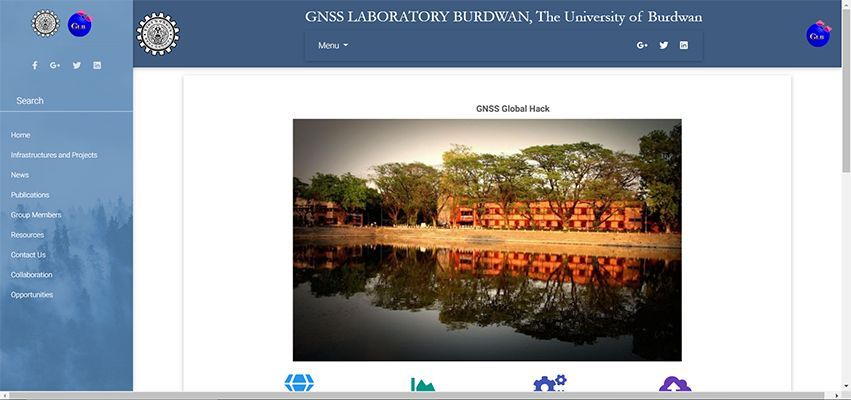 GNSS LABORATORY BURDWAN, The University of Burdwan
Menu
G+
Search
G+
Home
Infrastructures and Projects
News
Publications
Group Members
Resources
Contact Us
Collaboration
Opportunities
GNSS Global Hack